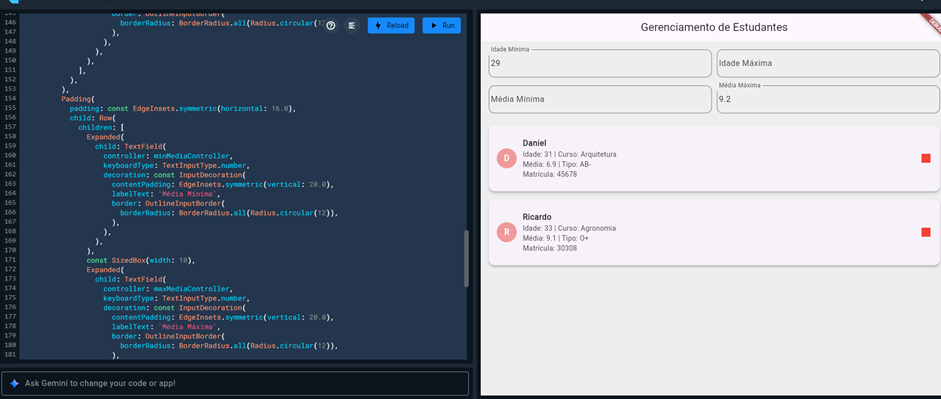 145 border: OutlineInputBorder(
146 borderRadius: BorderRadius.all(Radius.circular(1
147 ),
148 ),
149 ),
150 ),
151 ],
152 ),
153 ),
154 Padding(
155 padding: const EdgeInsets.symmetric(horizontal: 16.0),
156 child: Row(
157 children: [
158 Expanded(
159 child: TextField(
160 controller: minMediaController,
161 keyboardType: TextInputType.number,
162 decoration: const InputDecoration(
163 contentPadding: EdgeInsets.symmetric(vertical: 20.0),
164 labelText: 'Média Mínima',
165 border: OutlineInputBorder(
166 borderRadius: BorderRadius.all(Radius.circular(12)),
167 ),
168 ),
169 ),
170 ),
171 const SizedBox(width: 10),
172 Expanded(
173 child: TextField(
174 controller: maxMediaController,
175 keyboardType: TextInputType.number,
176 decoration: const InputDecoration(
177 contentPadding: EdgeInsets.symmetric(vertical: 20.0),
178 labelText: 'Média Máxima',
179 border: OutlineInputBorder(
180 borderRadius: BorderRadius.all(Radius.circular(12)),
181 ),
Reload
Run
Ask Gemini to change your code or app!
Gerenciamento de Estudantes
Idade Mínima
29
Idade Máxima
Média Mínima
Média Máxima
9.2
D
Daniel
Idade: 31 | Curso: Arquitetura
Média: 6.9 | Tipo: AB-
Matrícula: 45678
R
Ricardo
Idade: 33 | Curso: Agronomia
Média: 9.1 | Tipo: O+
Matrícula: 30308